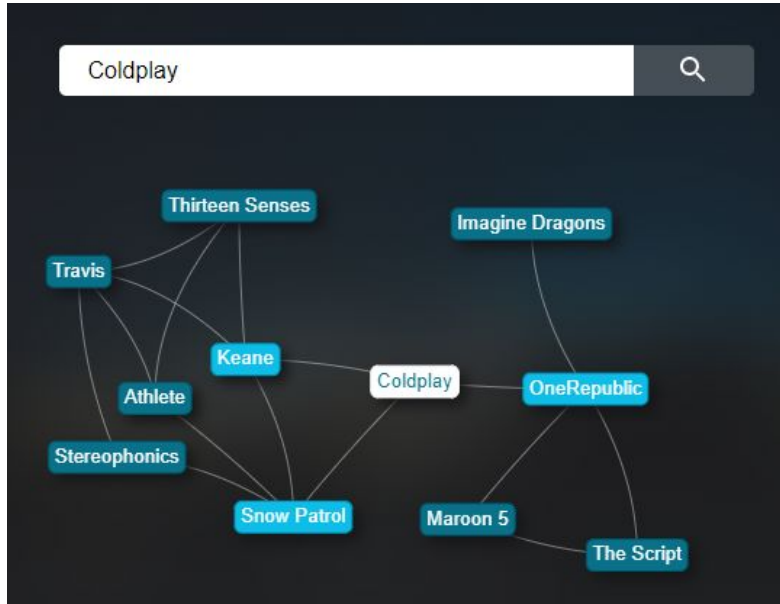 Coldplay
Thirteen Senses
Imagine Dragons
Travis
Keane
Coldplay
OneRepublic
Athlete
Stereophonics
Snow Patrol
Maroon 5
The Script